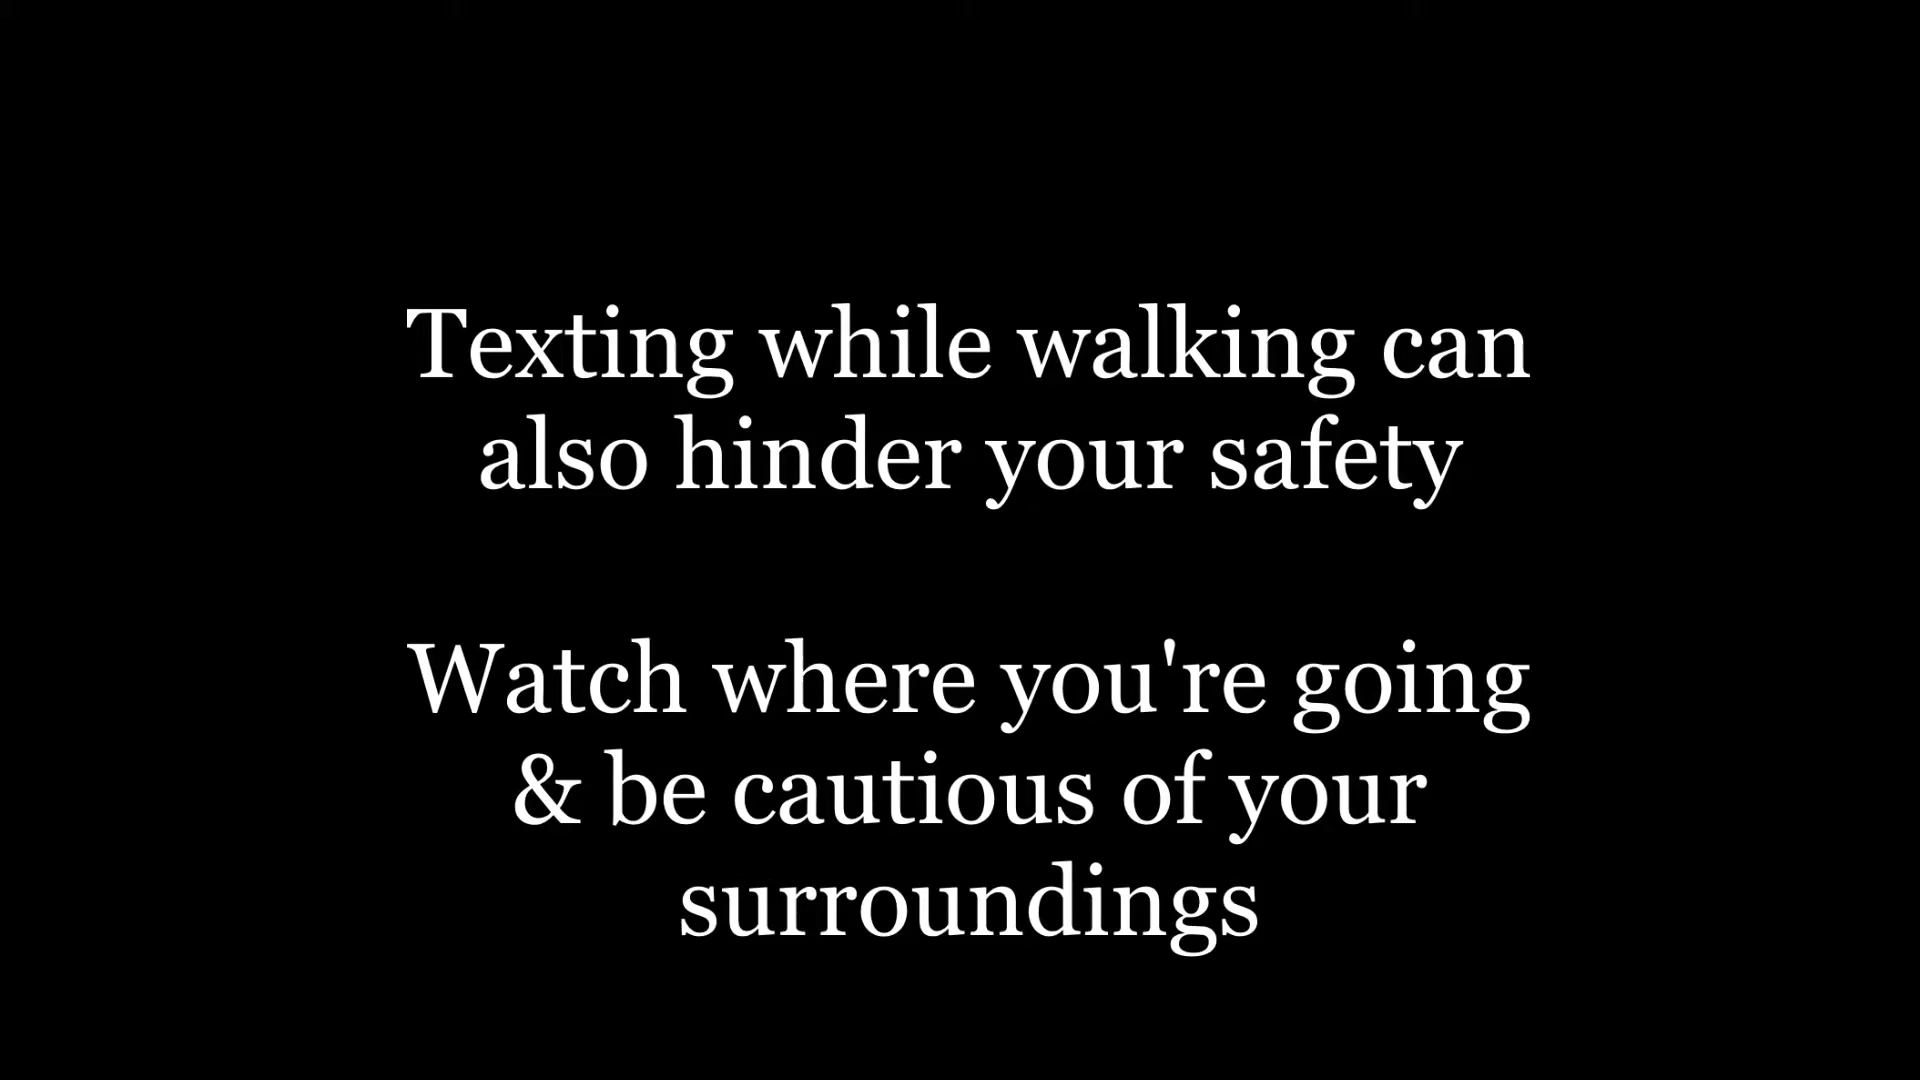 Texting while walking can
also hinder your safety
Watch where you're going
& be cautious of your
surroundings